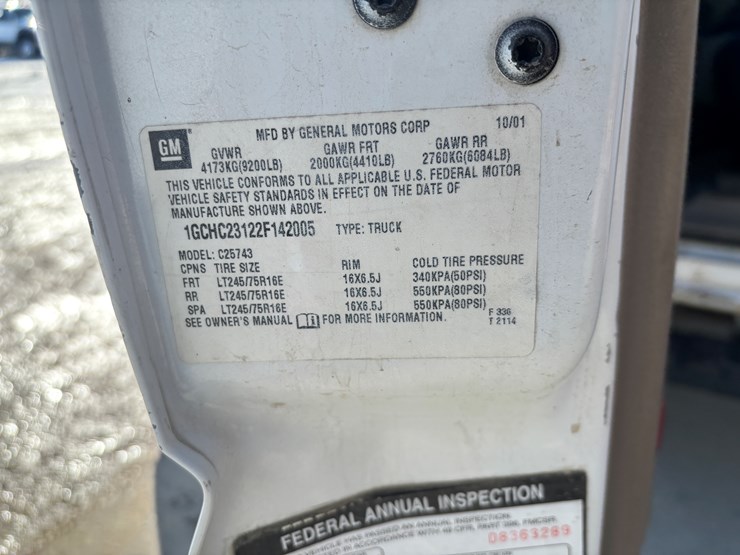 GM
MFD BY GENERAL MOTORS CORP 10/01
GVWR GAWR FRT GAWR RR
4173KG(9200LB) 2000KG(4410LB) 2760KG(6084LB)
THIS VEHICLE CONFORMS TO ALL APPLICABLE U.S. FEDERAL MOTOR
VEHICLE SAFETY STANDARDS IN EFFECT ON THE DATE OF
MANUFACTURE SHOWN ABOVE.
1GCHC23122F142005 TYPE: TRUCK
MODEL: C25743
CPNS TIRE SIZE RIM COLD TIRE PRESSURE
FRT LT245/75R16E 16X6.5J 340KPA(50PSI)
RR LT245/75R16E 16X6.5J 550KPA(80PSI)
SPA LT245/75R16E 16X6.5J 550KPA(80PSI)
SEE OWNER'S MANUAL FOR MORE INFORMATION.
F 336
T 2114
FEDERAL ANNUAL INSPECTION
08363289